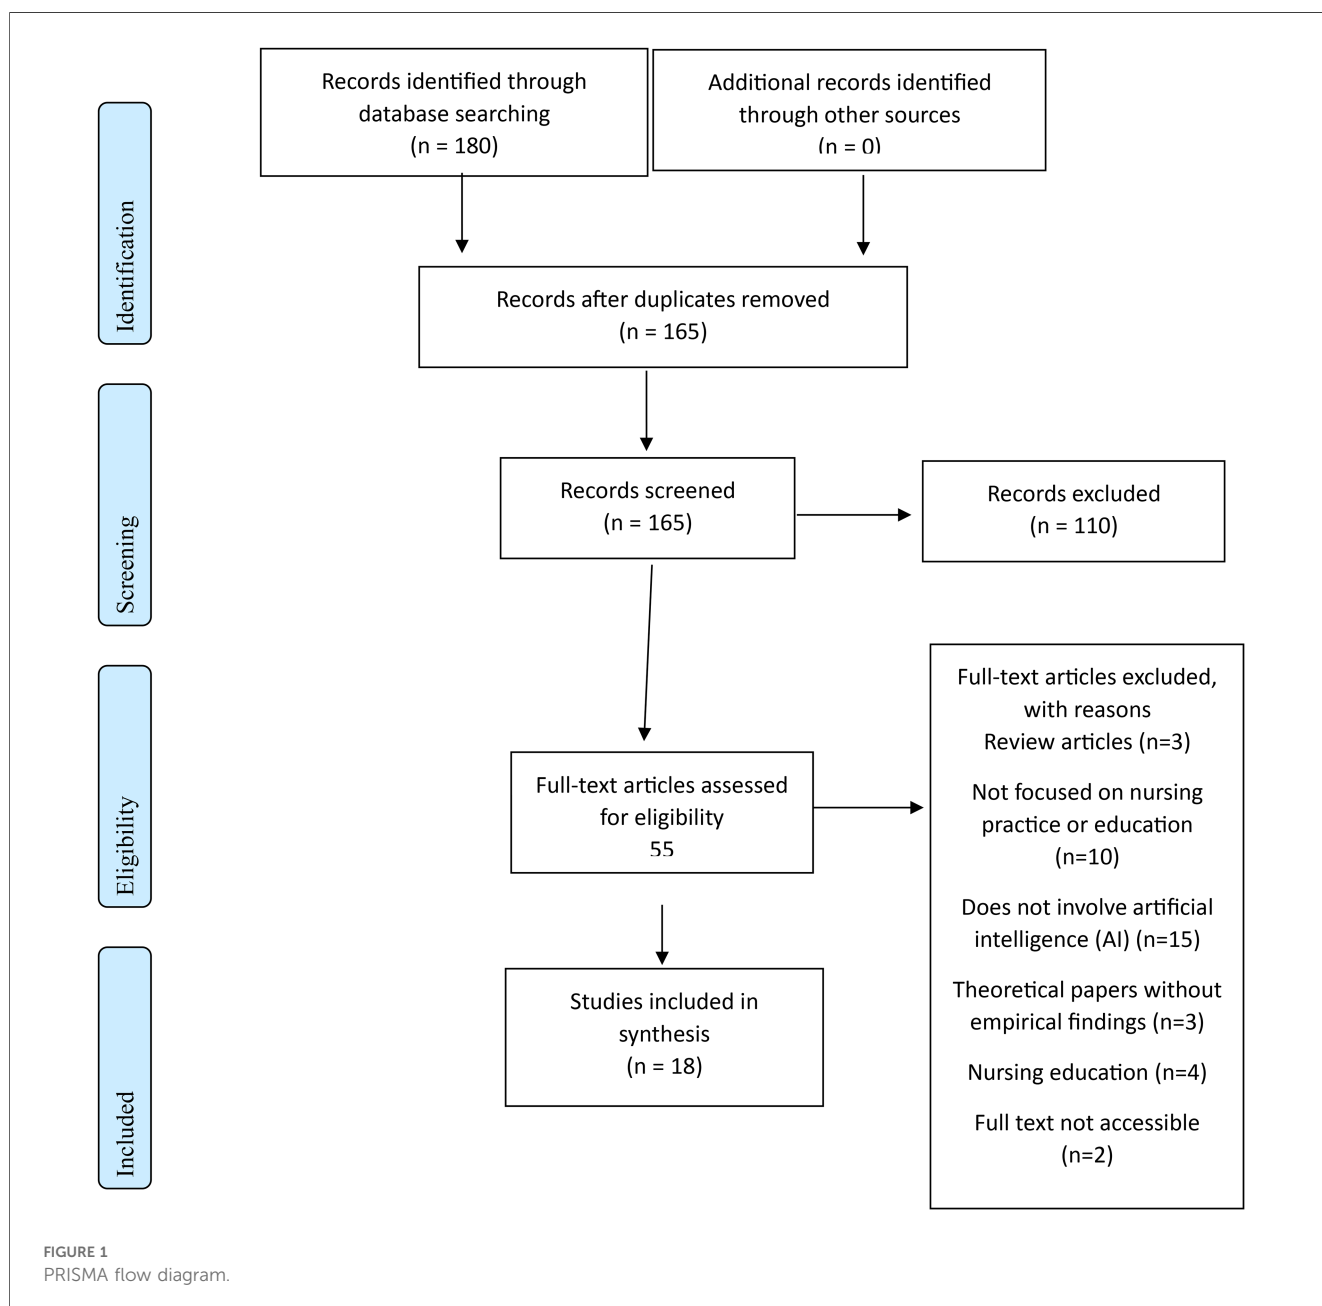 Records identified through
database searching
(n = 180)
Additional records identified
through other sources
(n = 0)
Identification
Records after duplicates removed
(n = 165)
Screening
Records screened
(n = 165)
Records excluded
(n = 110)
Eligibility
Full-text articles assessed
for eligibility
55
Full-text articles excluded,
with reasons
Review articles (n=3)
Not focused on nursing
practice or education
(n=10)
Does not involve artificial
intelligence (AI) (n=15)
Theoretical papers without
empirical findings (n=3)
Nursing education (n=4)
Full text not accessible
(n=2)
Included
Studies included in
synthesis
(n = 18)
FIGURE 1
PRISMA flow diagram.